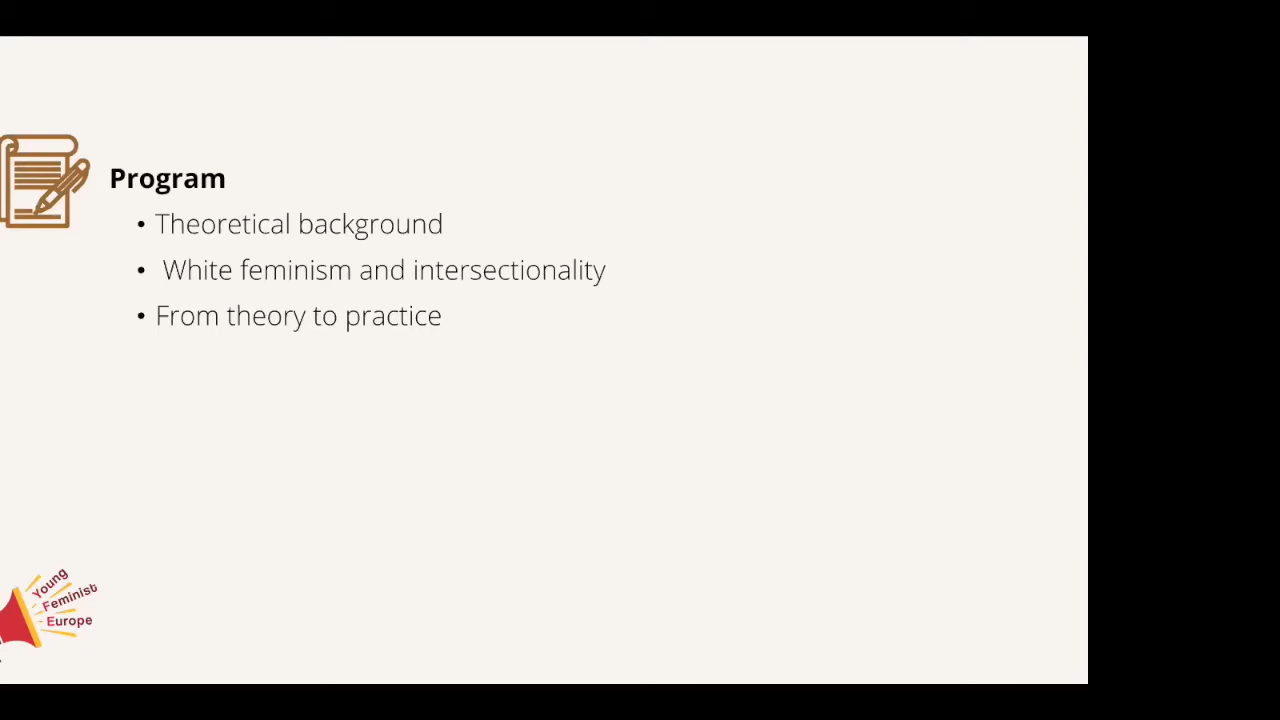 Program
• Theoretical background
• White feminism and intersectionality
• From theory to practice
Young
Feminist
Europe